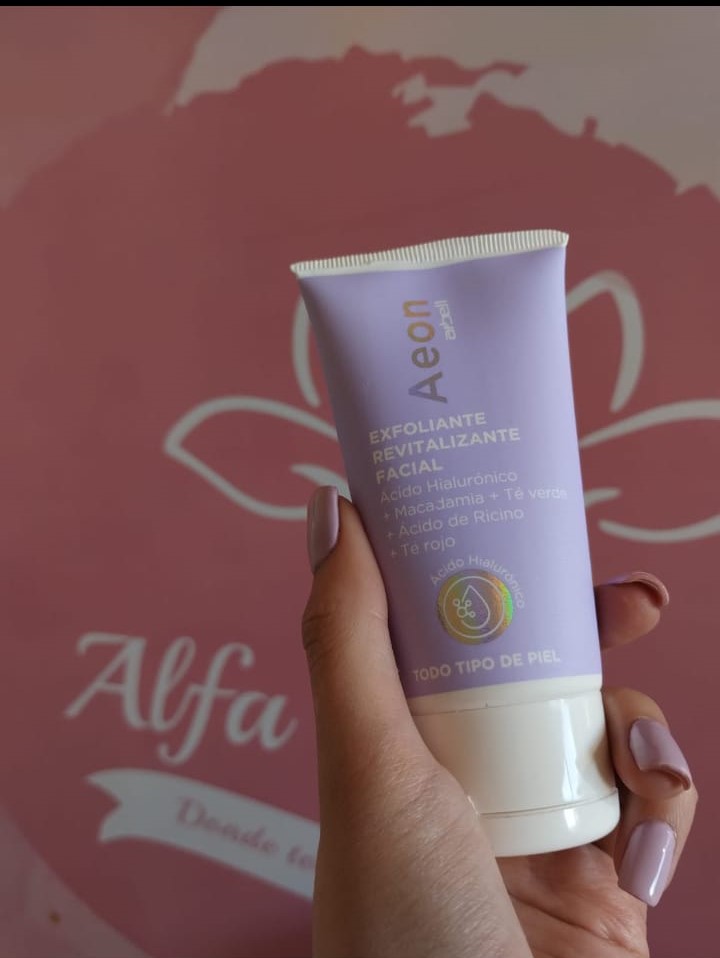 Aeon
arbell
EXFOLIANTE
REVITALIZANTE
FACIAL
Ácido Hialurónico
+ Macadamia + Té verde
+ Ácido de Ricino
+ Té rojo
Ácido Hialurónico
TODO TIPO DE PIEL
Alfa
Donde